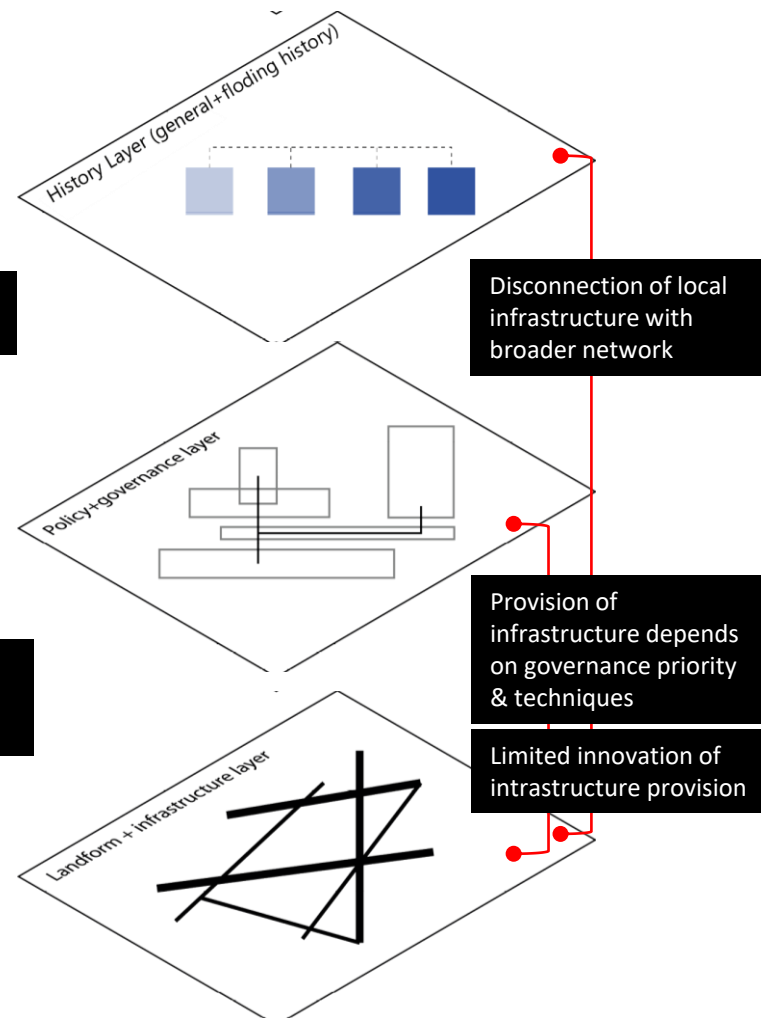 History Layer (general+floding history)
Disconnection of local
infrastructure with
broader network
Policy+governance layer
Provision of
infrastructure depends
on governance priority
& techniques
Limited innovation of
intrastructure provision
Landform + infrastructure layer